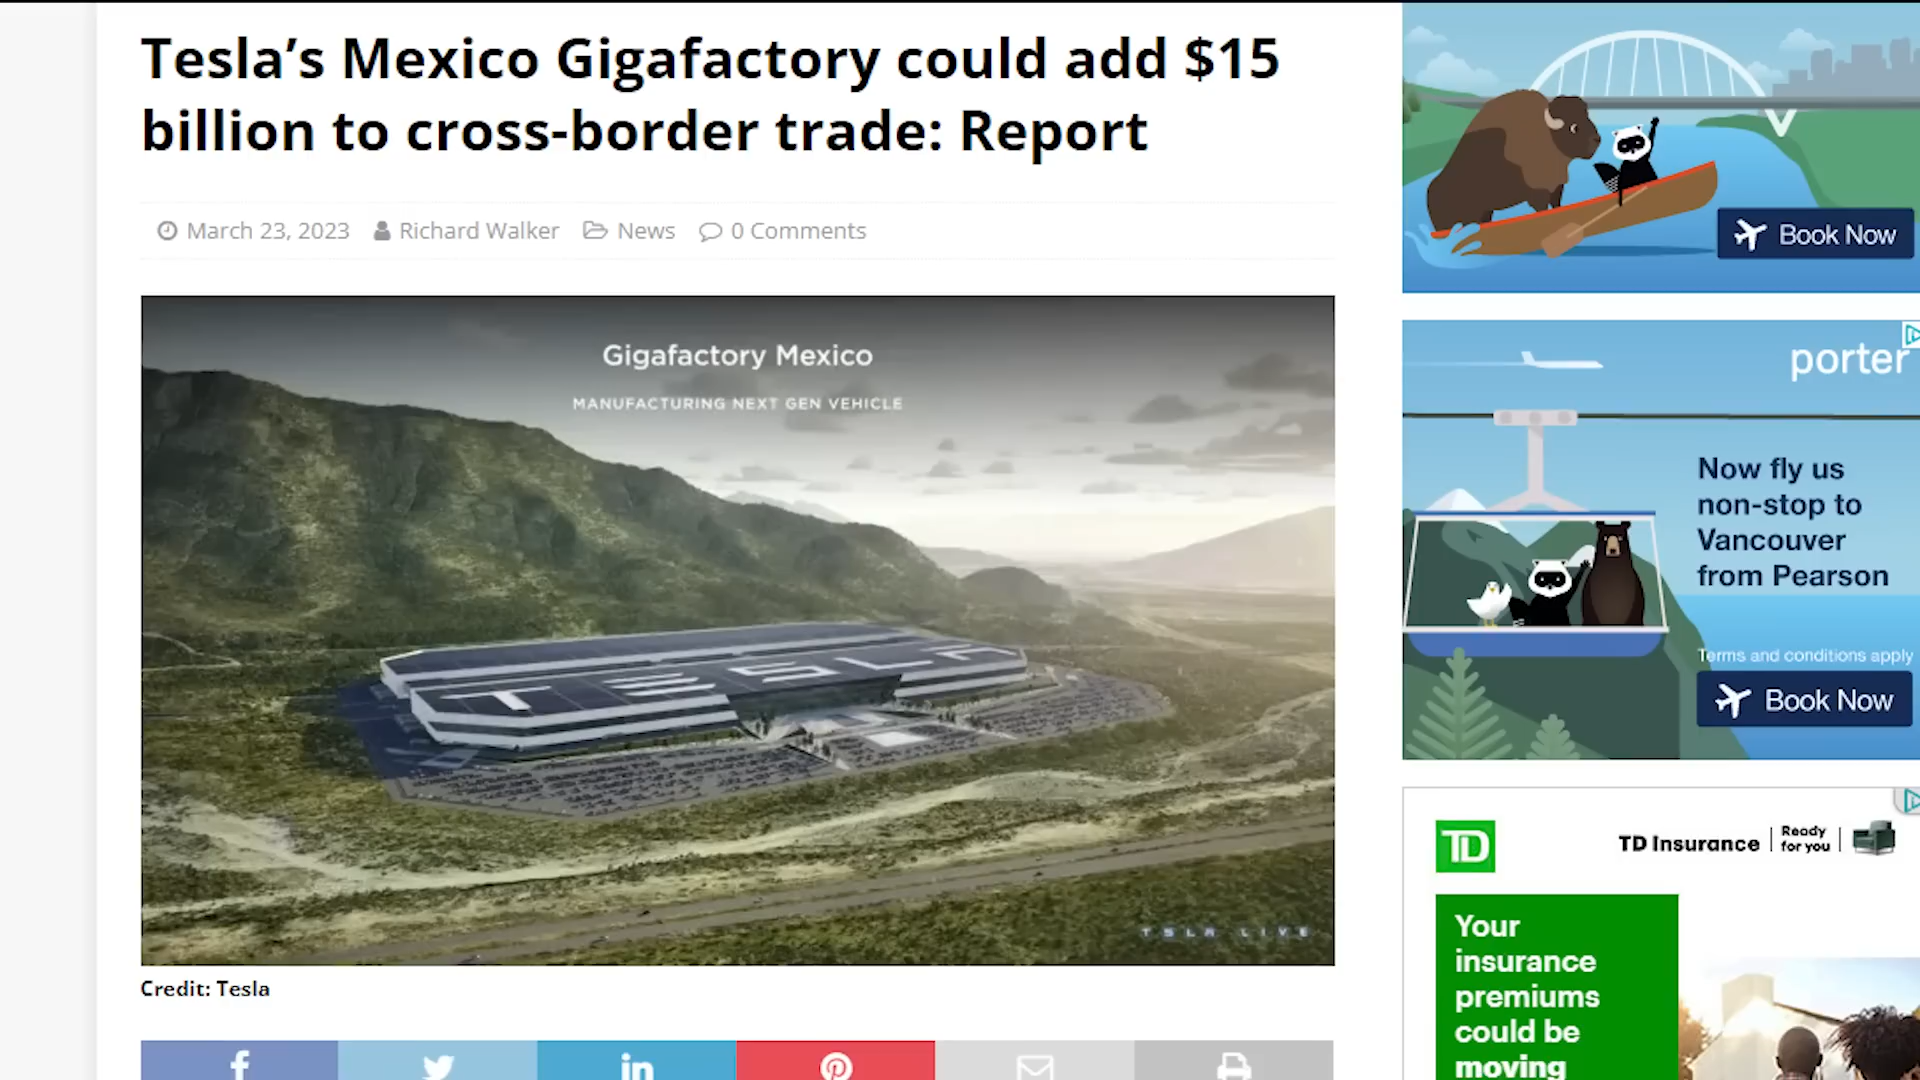 Tesla’s Mexico Gigafactory could add $15
billion to cross-border trade: Report
March 23, 2023 Richard Walker News 0 Comments
Gigafactory Mexico
MANUFACTURING NEXT GEN VEHICLE
TESLA
TSLA LIVE
Credit: Tesla
Book Now
porter
Now fly us
non-stop to
Vancouver
from Pearson
Terms and conditions apply
Book Now
TD
TD Insurance
Ready
for you
Your
insurance
premiums
could be
moving